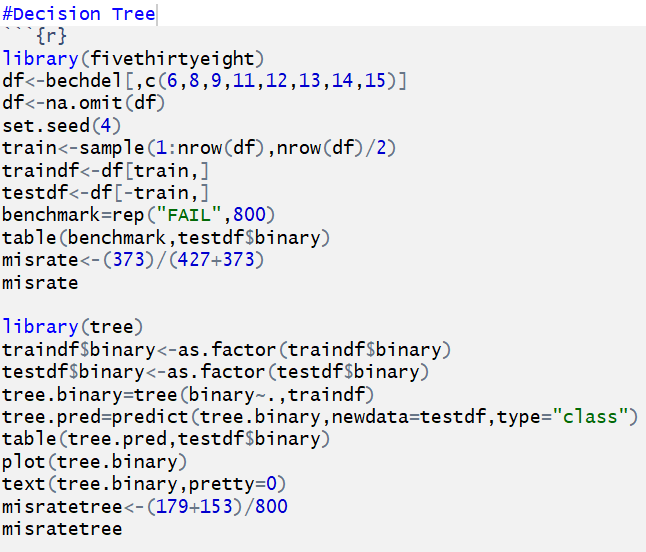 #Decision Tree
```{r}
library(fivethirtyeight)
df<-bechdel[,c(6,8,9,11,12,13,14,15)]
df<-na.omit(df)
set.seed(4)
train<-sample(1:nrow(df),nrow(df)/2)
traindf<-df[train,]
testdf<-df[-train,]
benchmark=rep("FAIL",800)
table(benchmark,testdf$binary)
misrate<-(373)/(427+373)
misrate

library(tree)
traindf$binary<-as.factor(traindf$binary)
testdf$binary<-as.factor(testdf$binary)
tree.binary=tree(binary~.,traindf)
tree.pred=predict(tree.binary,newdata=testdf,type="class")
table(tree.pred,testdf$binary)
plot(tree.binary)
text(tree.binary,pretty=0)
misratetree<-(179+153)/800
misratetree